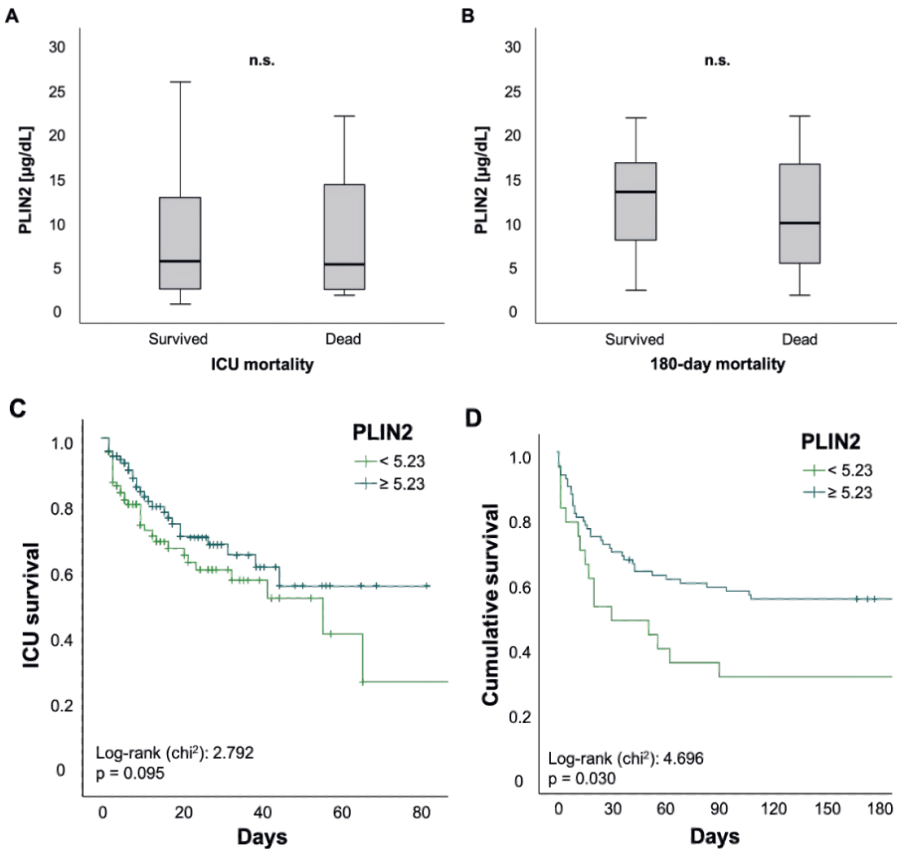 A
30
25
20
15
10
5
0
PLIN2 [µg/dL]
n.s.
Survived
Dead
ICU mortality
B
30
25
20
15
10
5
0
PLIN2 [µg/dL]
n.s.
Survived
Dead
180-day mortality
C
PLIN2
< 5.23
≥ 5.23
1.0
0.8
0.6
0.4
0.2
0
ICU survival
Log-rank (chi²): 2.792
p = 0.095
0 20 40 60 80
Days
D
PLIN2
< 5.23
≥ 5.23
1.0
0.8
0.6
0.4
0.2
0
Cumulative survival
Log-rank (chi²): 4.696
p = 0.030
0 30 60 90 120 150 180
Days